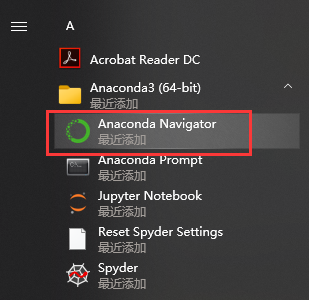 A
Acrobat Reader DC
Anaconda3 (64-bit)
最近添加
Anaconda Navigator
最近添加
Anaconda Prompt
最近添加
Jupyter Notebook
最近添加
Reset Spyder Settings
最近添加
Spyder
最近添加